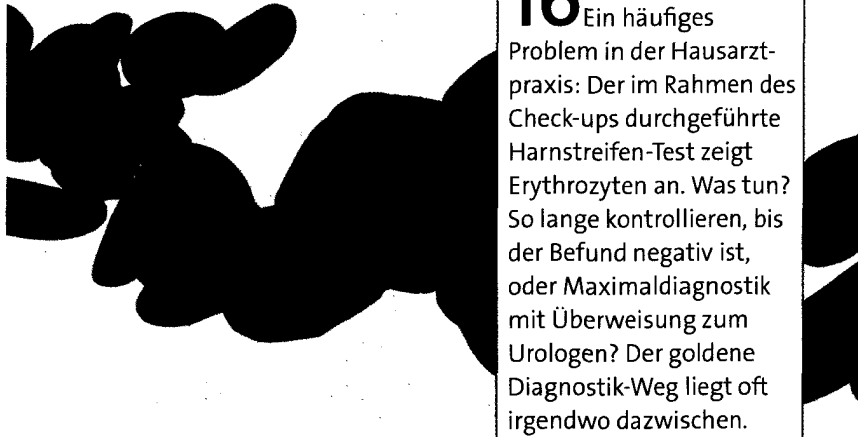 16 Ein häufiges
Problem in der Hausarzt-
praxis: Der im Rahmen des
Check-ups durchgeführte
Harnstreifen-Test zeigt
Erythrozyten an. Was tun?
So lange kontrollieren, bis
der Befund negativ ist,
oder Maximaldiagnostik
mit Überweisung zum
Urologen? Der goldene
Diagnostik-Weg liegt oft
irgendwo dazwischen.